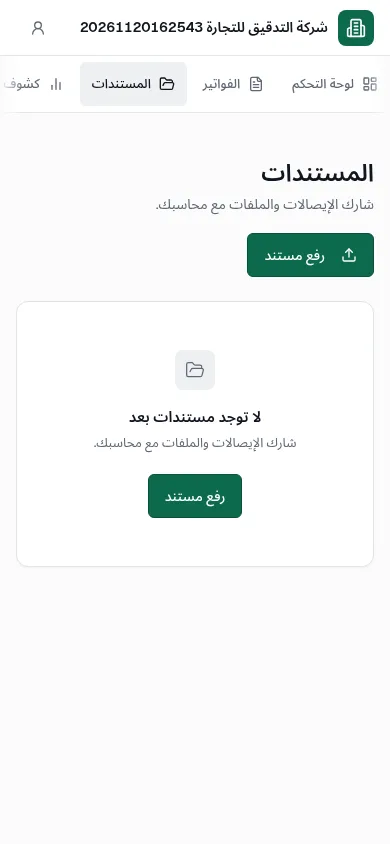 شركة التدقيق للتجارة 20261120162543
لوحة التحكم
الفواتير
المستندات
كشوف
المستندات
شارك الإيصالات والملفات مع محاسبك.
رفع مستند
لا توجد مستندات بعد
شارك الإيصالات والملفات مع محاسبك.
رفع مستند